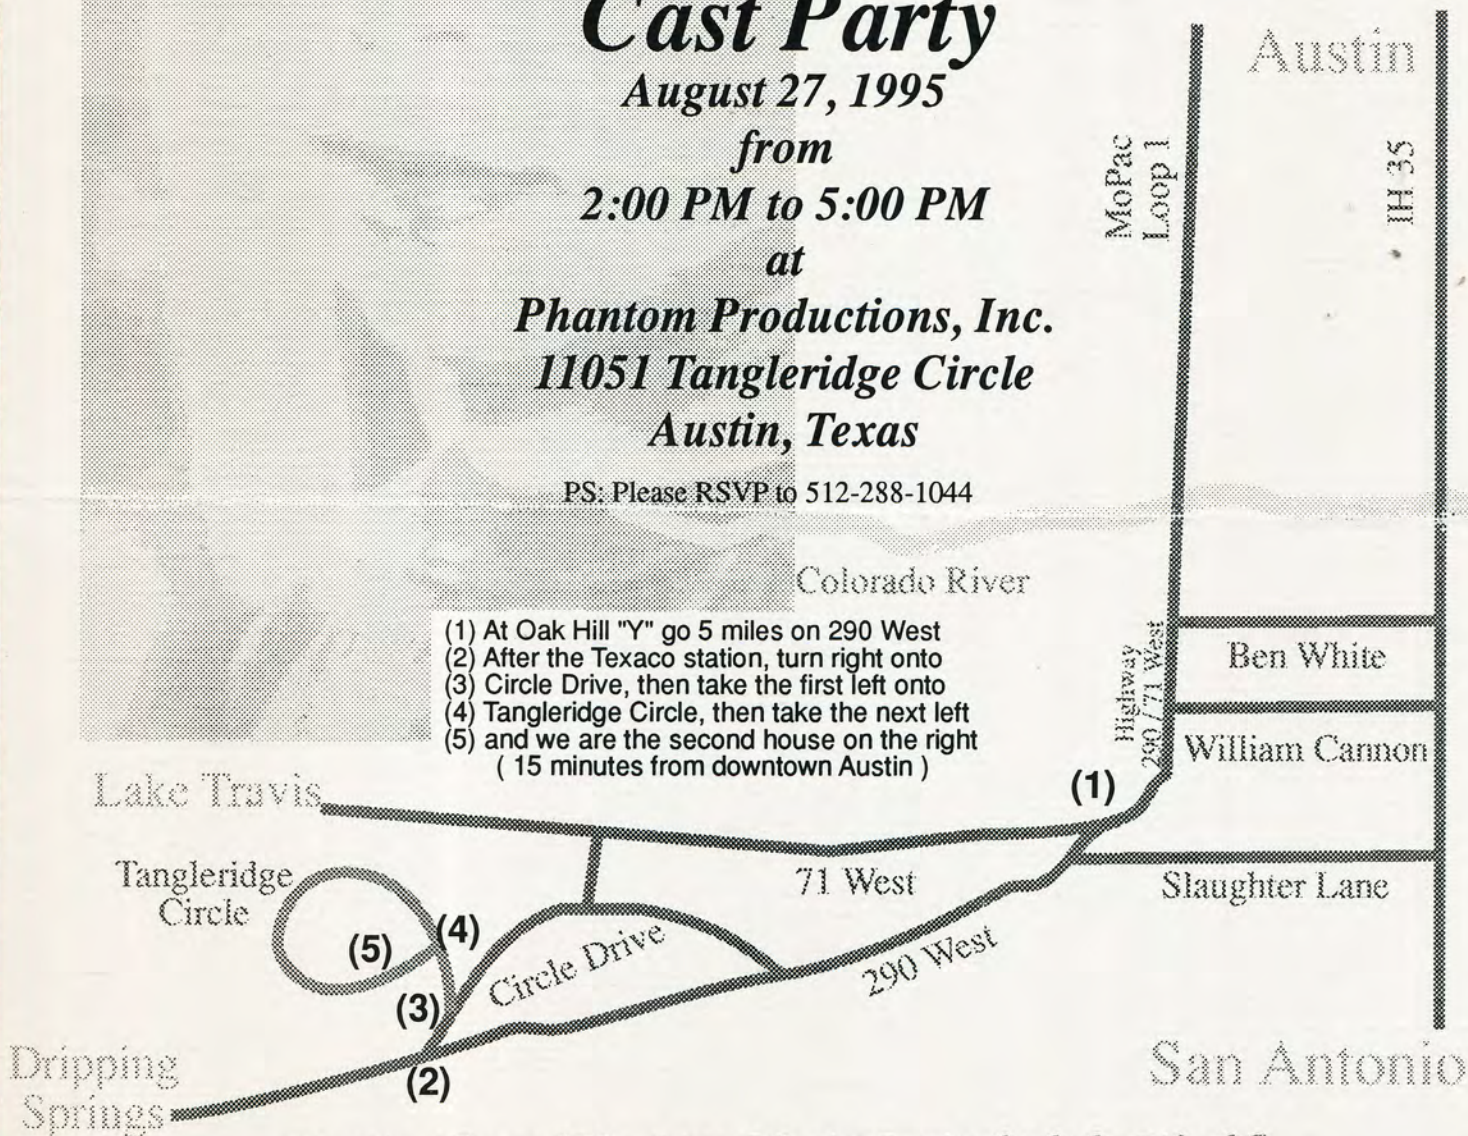 Cast Party
August 27, 1995
from
2:00 PM to 5:00 PM
at
Phantom Productions, Inc.
11051 Tangleridge Circle
Austin, Texas
PS: Please RSVP to 512-288-1044
Austin
MoPac
Loop 1
IH 35
Colorado River
(1) At Oak Hill "Y" go 5 miles on 290 West
(2) After the Texaco station, turn right onto
(3) Circle Drive, then take the first left onto
(4) Tangleridge Circle, then take the next left
(5) and we are the second house on the right
( 15 minutes from downtown Austin )
Highway
290 / 71 West
Ben White
William Cannon
(1)
Lake Travis
71 West
Slaughter Lane
Tangleridge
Circle
(4)
(5)
Circle Drive
290 West
(3)
(2)
Dripping
Springs
San Antonio